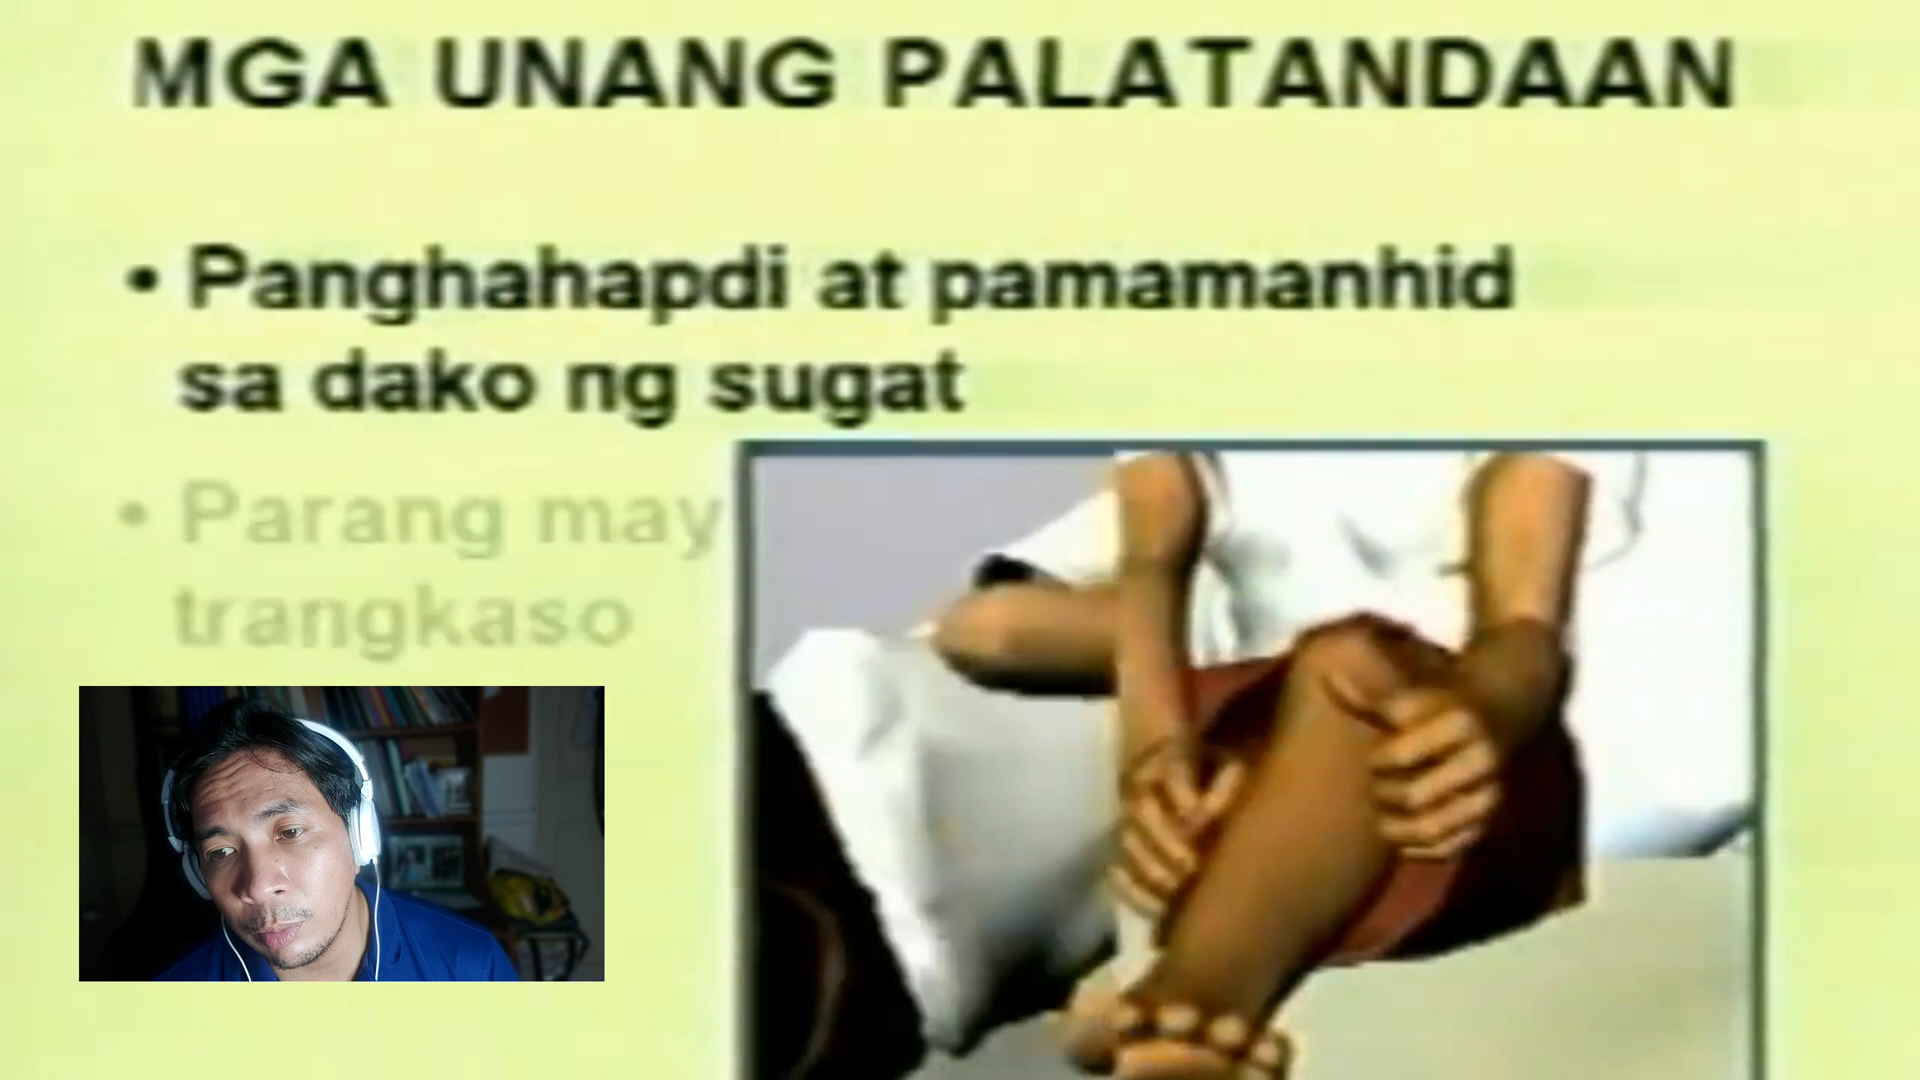 MGA UNANG PALATANDAAN
• Panghahapdi at pamamanhid
sa dako ng sugat
• Parang may
trangkaso